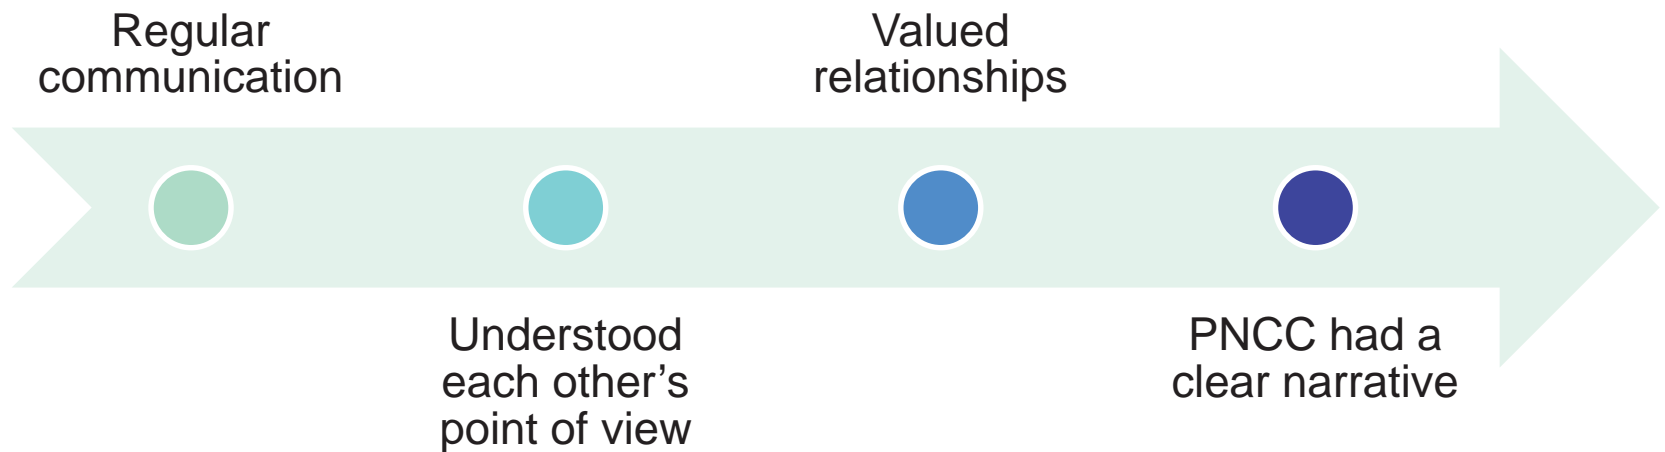 Regular
communication
Understood
each other’s
point of view
Valued
relationships
PNCC had a
clear narrative